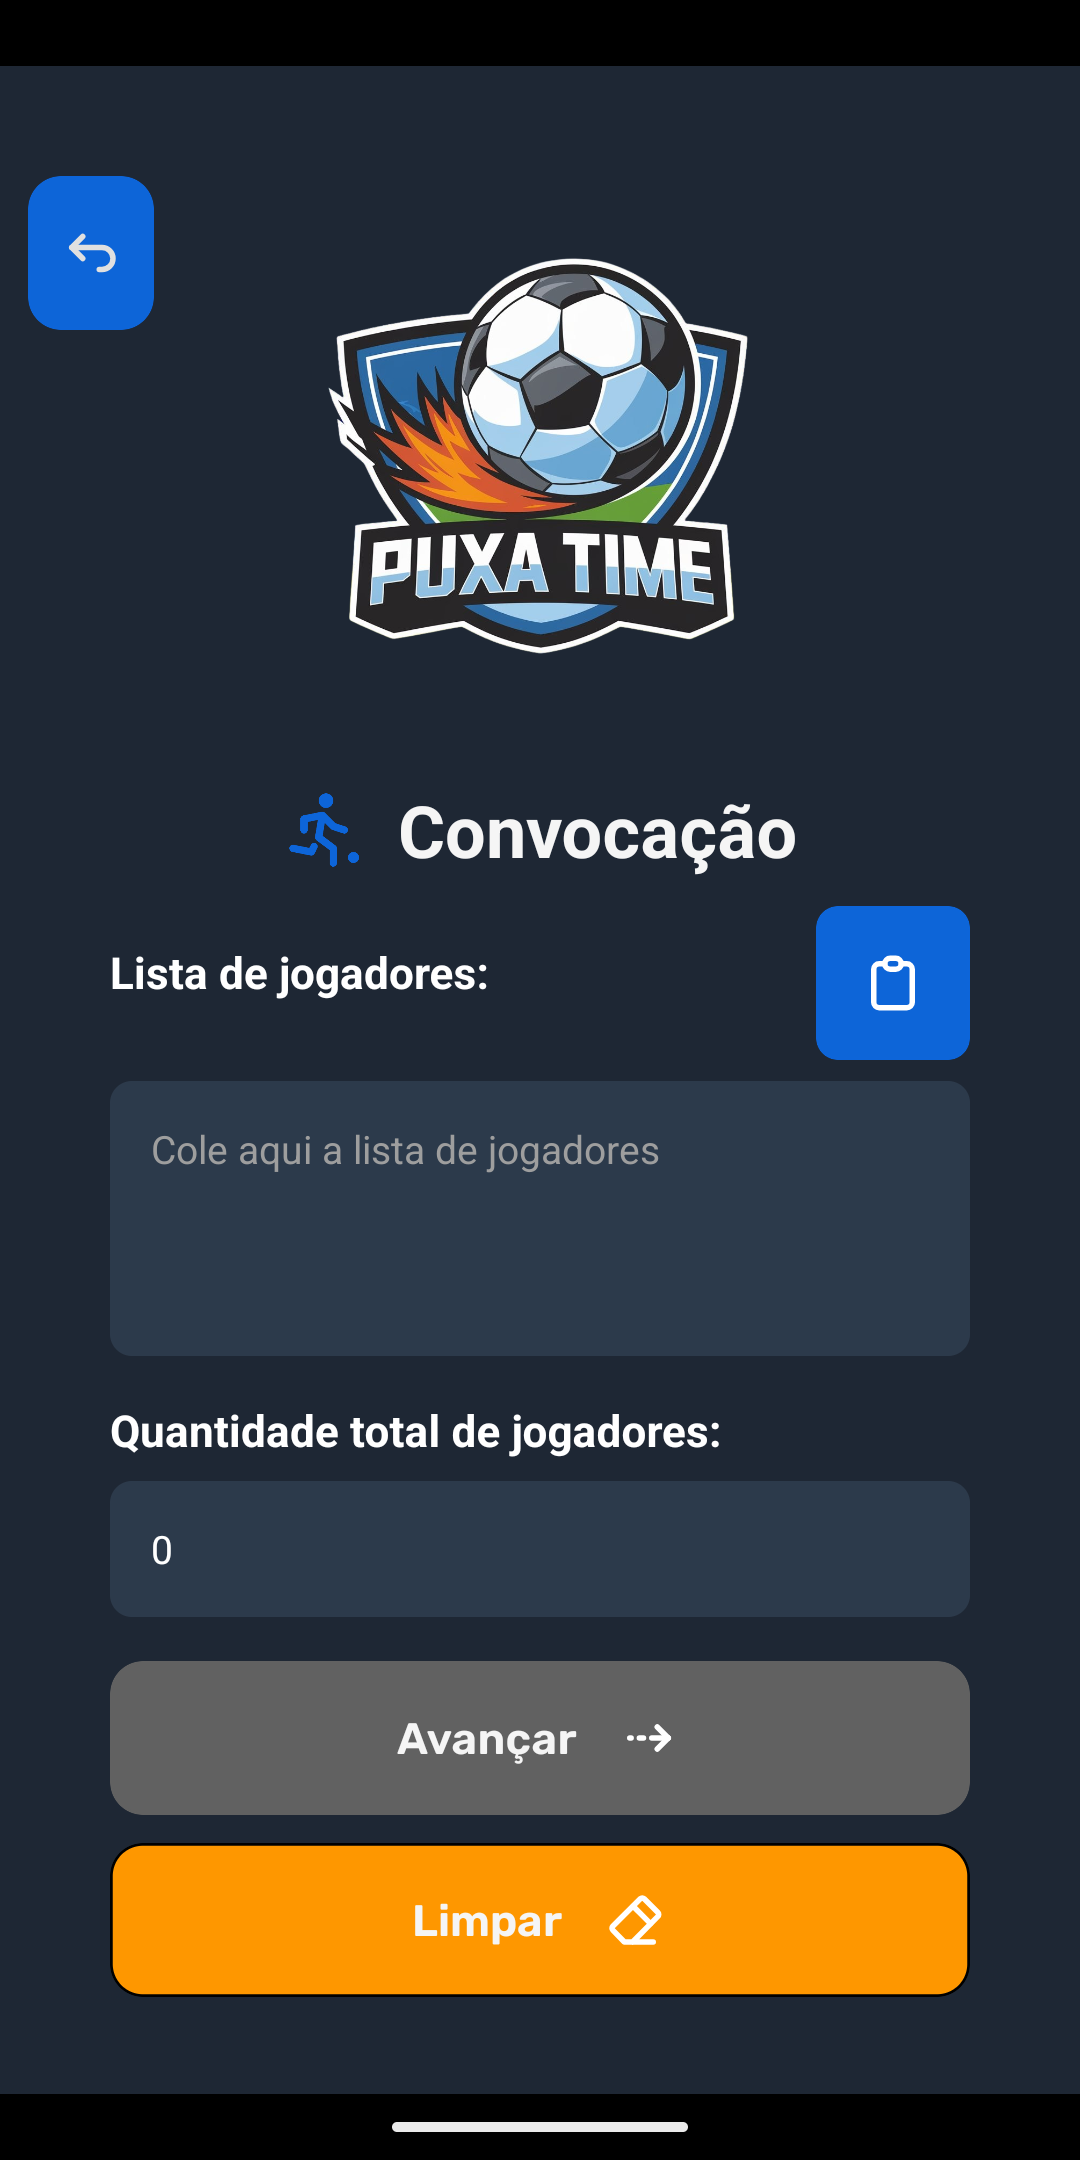 PUXA TIME
Convocação
Lista de jogadores:
Cole aqui a lista de jogadores
Quantidade total de jogadores:
0
Avançar
Limpar